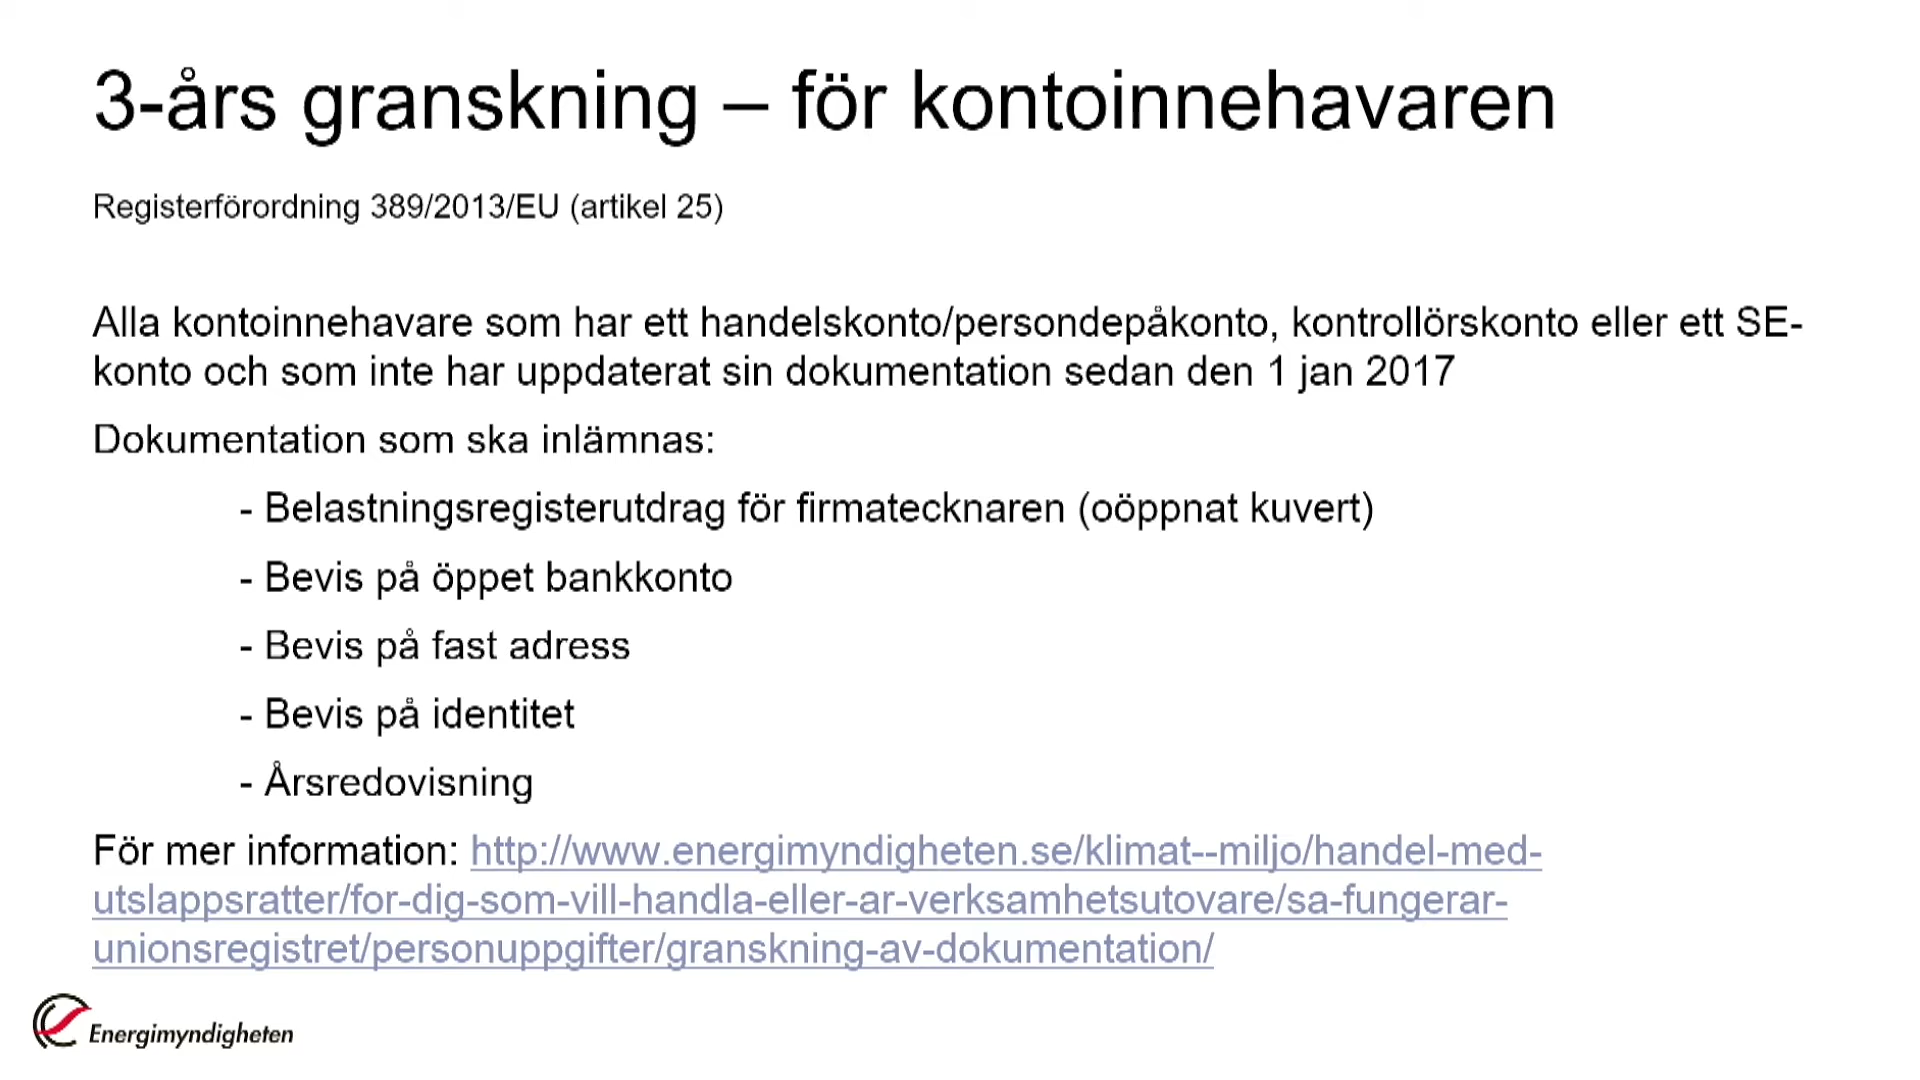 3-års granskning – för kontoinnehavaren
Registerförordning 389/2013/EU (artikel 25)
Alla kontoinnehavare som har ett handelskonto/persondepåkonto, kontrollörskonto eller ett SE-
konto och som inte har uppdaterat sin dokumentation sedan den 1 jan 2017
Dokumentation som ska inlämnas:
- Belastningsregisterutdrag för firmatecknaren (oöppnat kuvert)
- Bevis på öppet bankkonto
- Bevis på fast adress
- Bevis på identitet
- Årsredovisning
För mer information: http://www.energimyndigheten.se/klimat--miljo/handel-med-
utslappsratter/for-dig-som-vill-handla-eller-ar-verksamhetsutovare/sa-fungerar-
unionsregistret/personuppgifter/granskning-av-dokumentation/
Energimyndigheten